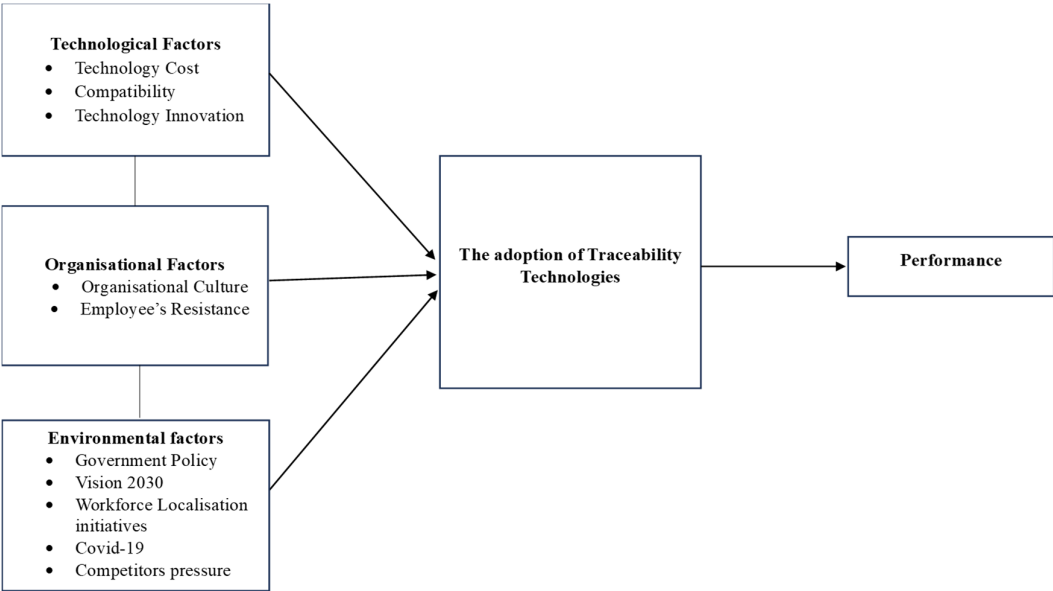 Technological Factors
• Technology Cost
• Compatibility
• Technology Innovation
Organisational Factors
• Organisational Culture
• Employee’s Resistance
Environmental factors
• Government Policy
• Vision 2030
• Workforce Localisation
initiatives
• Covid-19
• Competitors pressure
The adoption of Traceability
Technologies
Performance